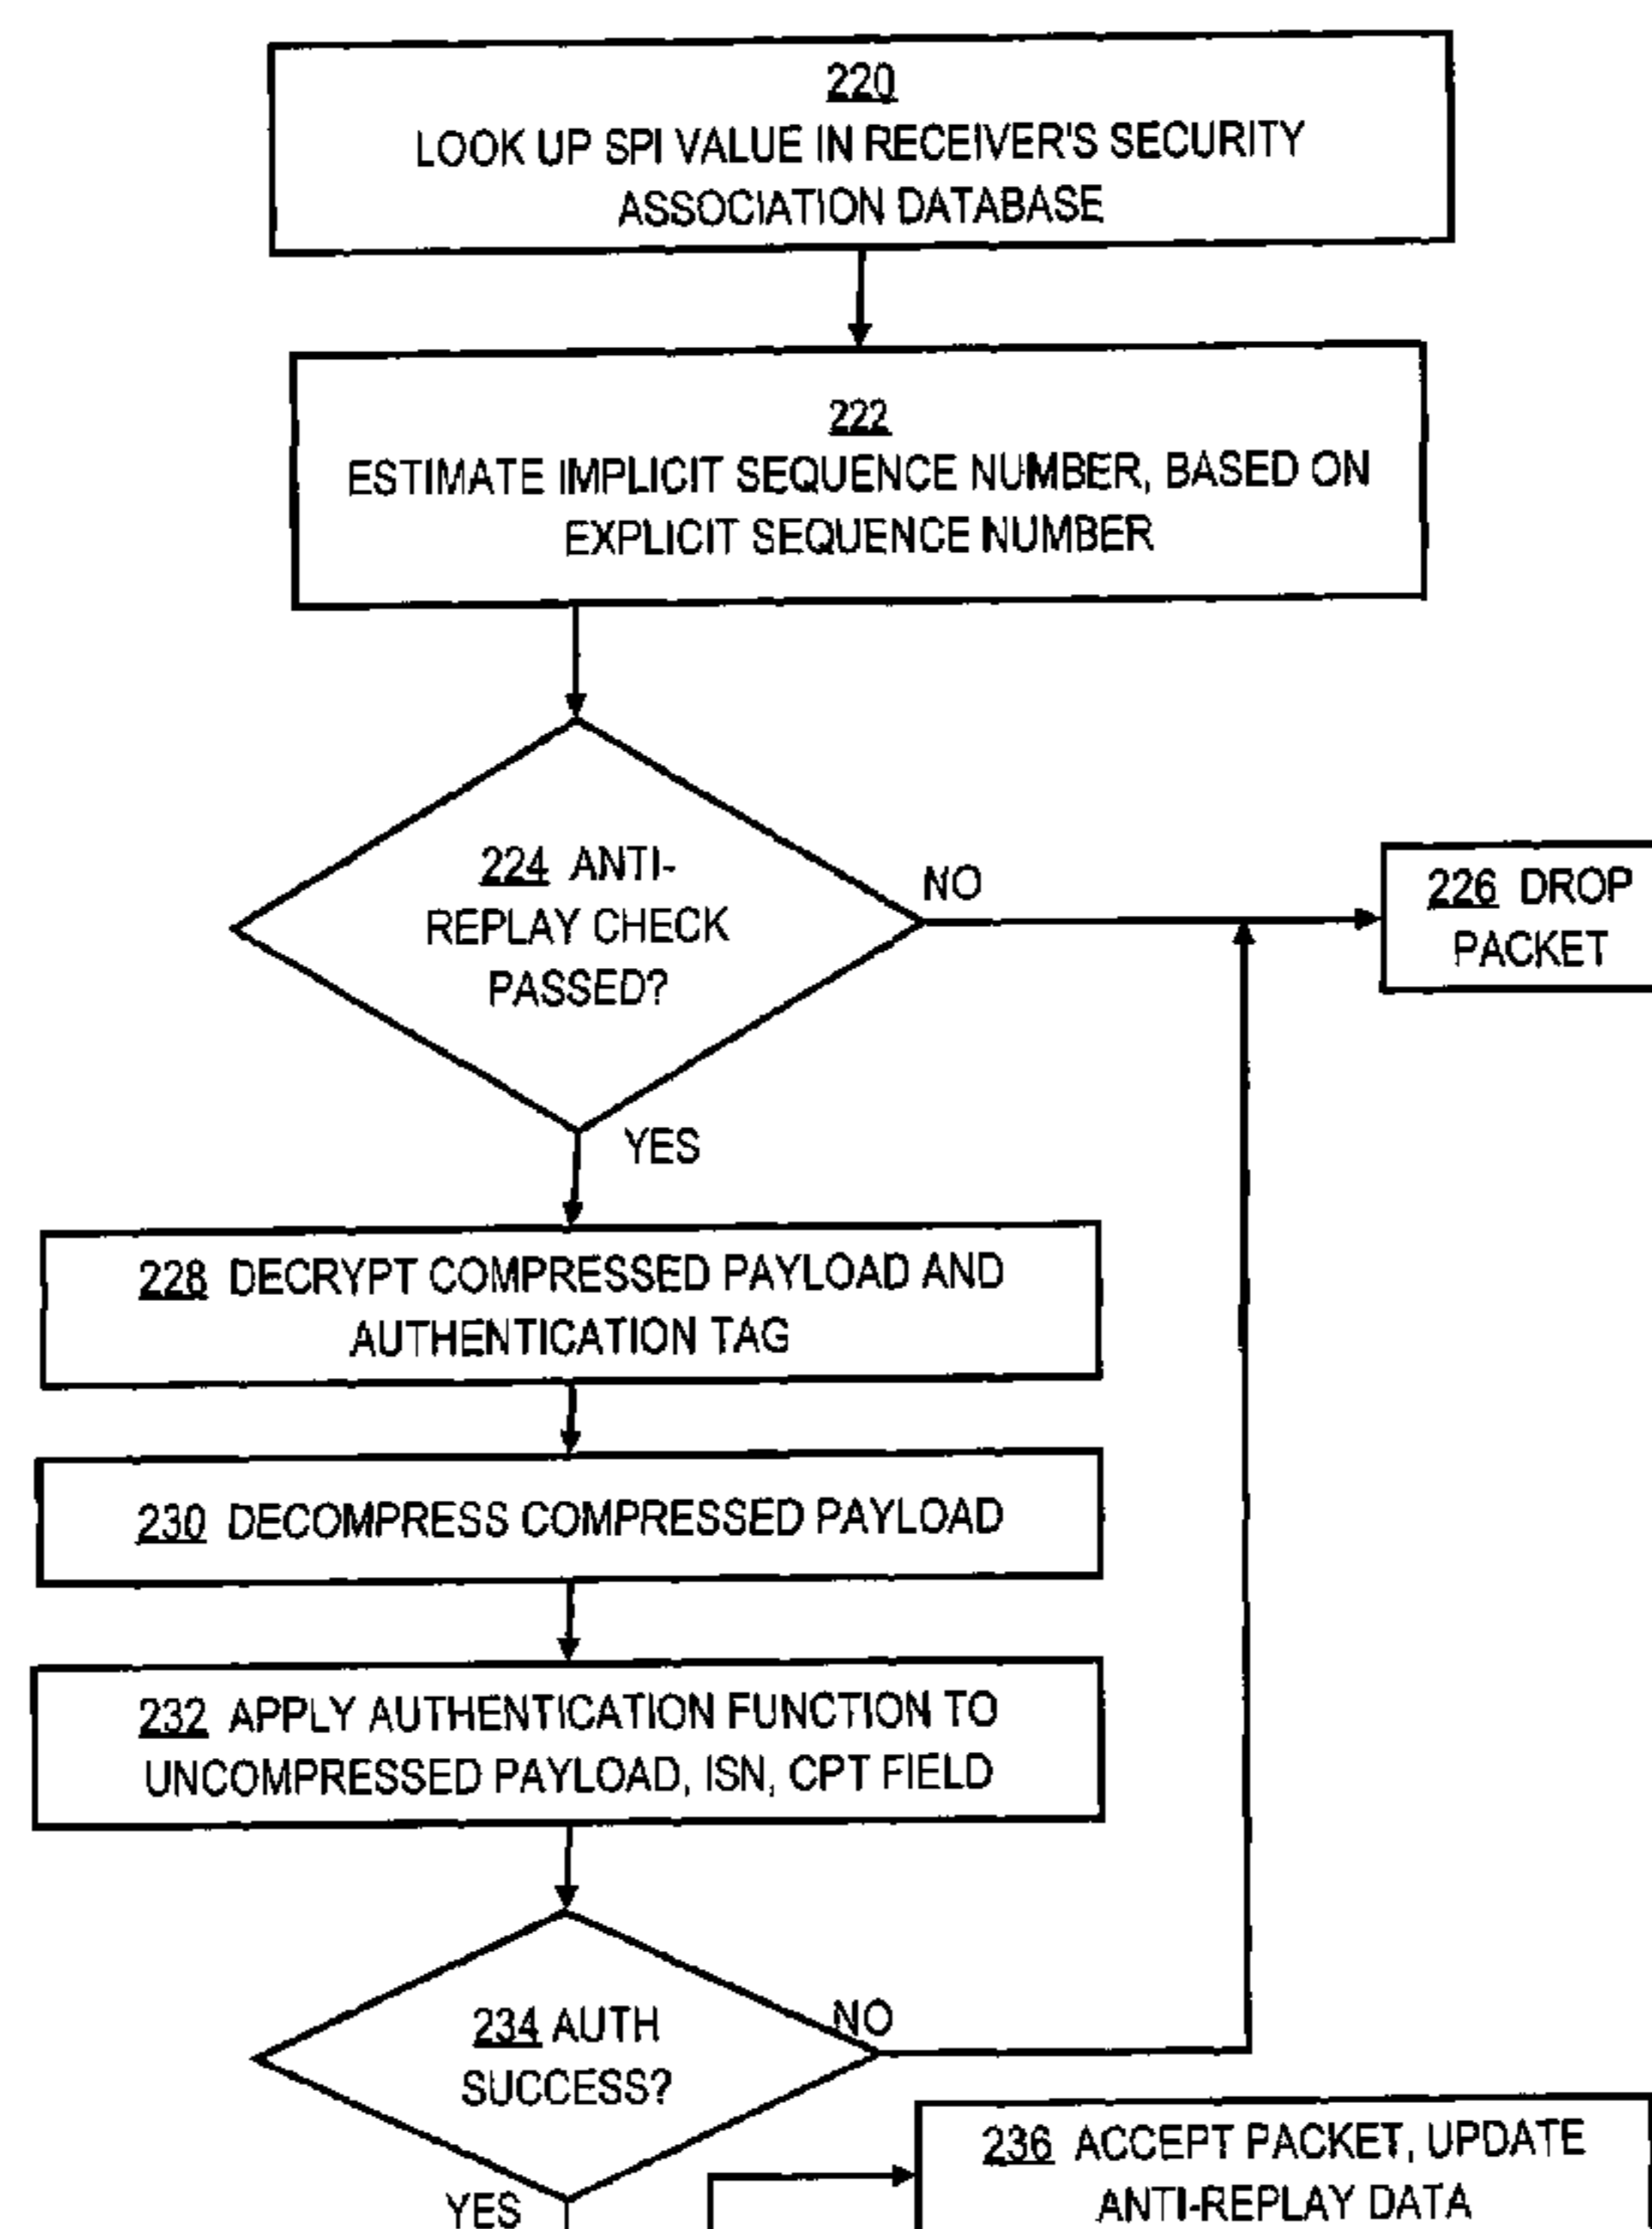 220
LOOK UP SPI VALUE IN RECEIVER'S SECURITY
ASSOCIATION DATABASE
222
ESTIMATE IMPLICIT SEQUENCE NUMBER, BASED ON
EXPLICIT SEQUENCE NUMBER
224 ANTI-
REPLAY CHECK
PASSED?
NO
226 DROP
PACKET
YES
228 DECRYPT COMPRESSED PAYLOAD AND
AUTHENTICATION TAG
230 DECOMPRESS COMPRESSED PAYLOAD
232 APPLY AUTHENTICATION FUNCTION TO
UNCOMPRESSED PAYLOAD, ISN, CPT FIELD
234 AUTH
SUCCESS?
NO
YES
236 ACCEPT PACKET, UPDATE
ANTI-REPLAY DATA